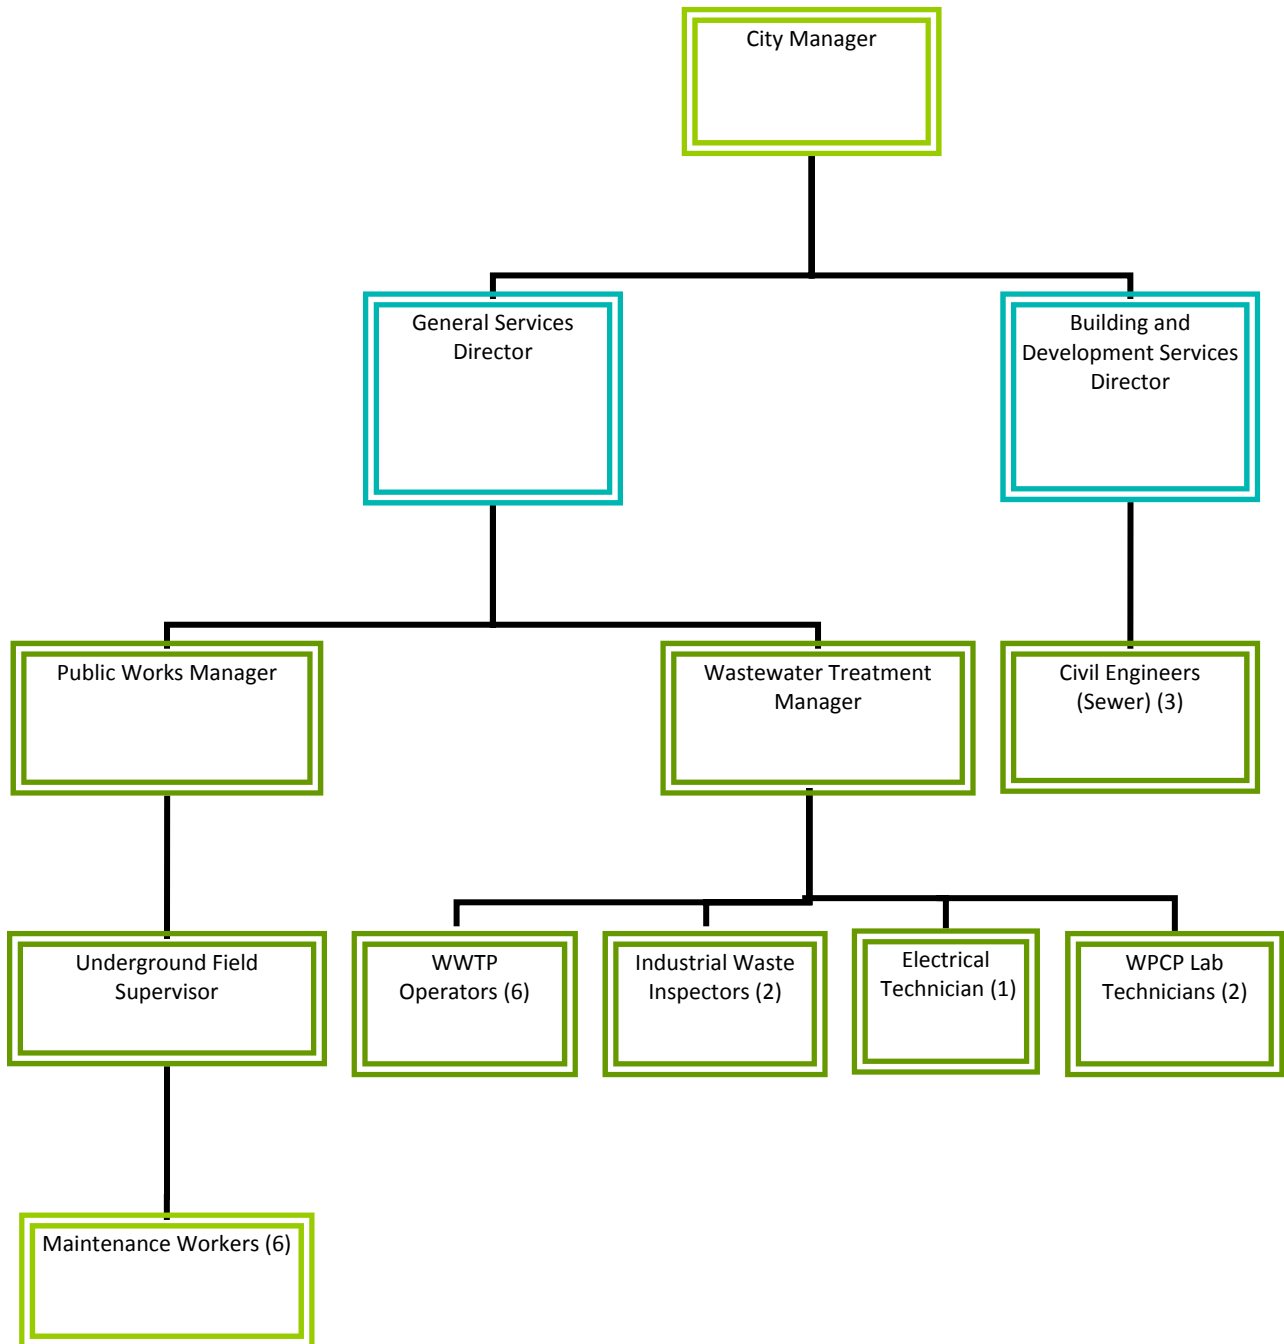 City Manager
General Services
Director
Building and
Development Services
Director
Public Works Manager
Wastewater Treatment
Manager
Civil Engineers
(Sewer) (3)
Underground Field
Supervisor
WWTP
Operators (6)
Industrial Waste
Inspectors (2)
Electrical
Technician (1)
WPCP Lab
Technicians (2)
Maintenance Workers (6)